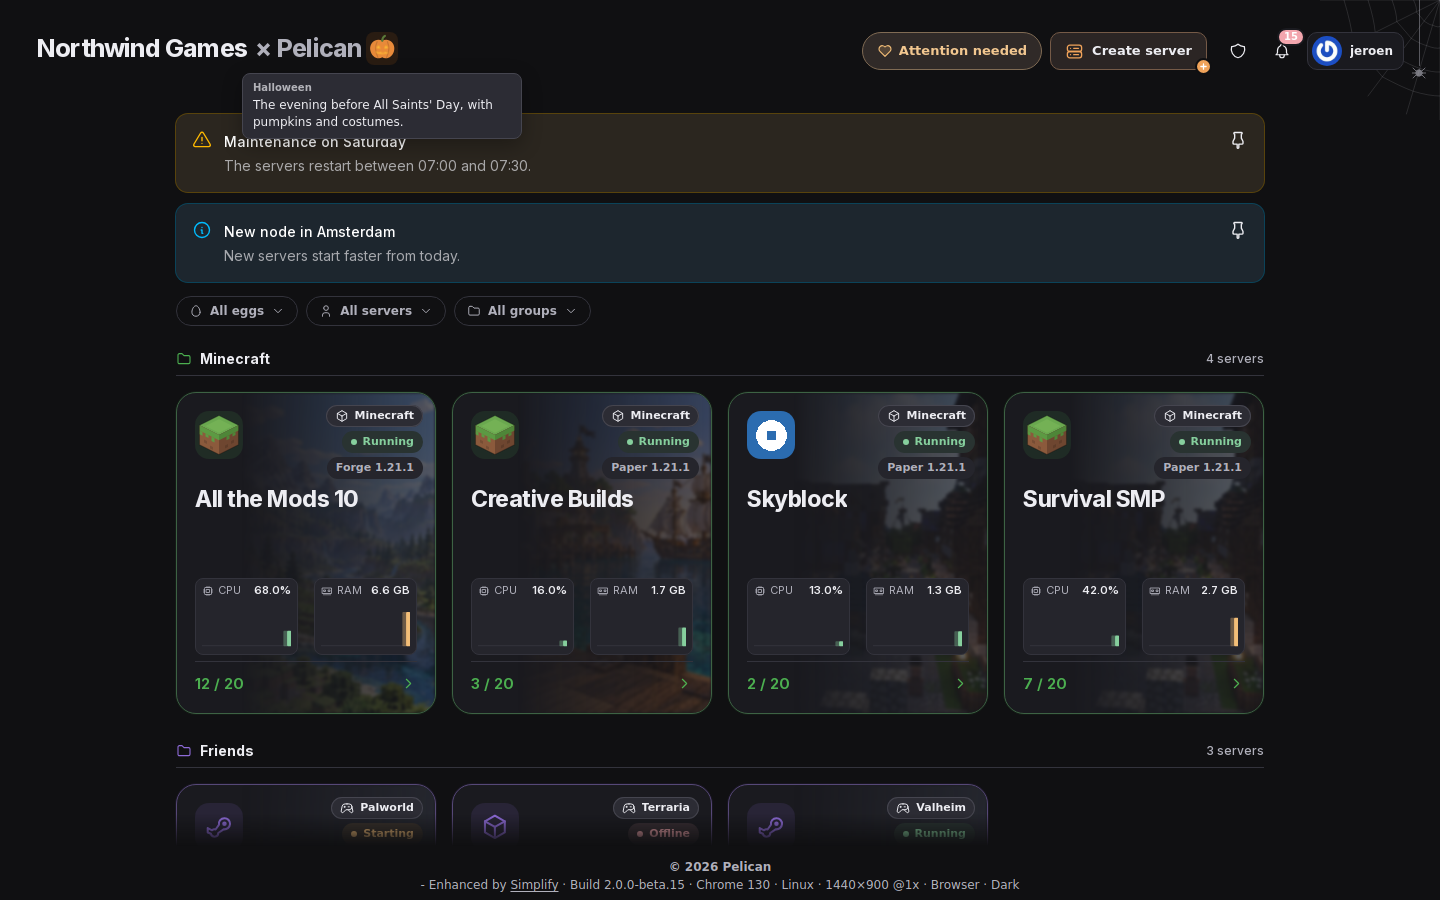 Northwind Games × Pelican
Attention needed
Create server
15
jeroen
Halloween
The evening before All Saints' Day, with
pumpkins and costumes.
Maintenance on Saturday
The servers restart between 07:00 and 07:30.
New node in Amsterdam
New servers start faster from today.
All eggs
All servers
All groups
Minecraft
4 servers
Minecraft
Running
Forge 1.21.1
All the Mods 10
CPU 68.0%
RAM 6.6 GB
12 / 20
Minecraft
Running
Paper 1.21.1
Creative Builds
CPU 16.0%
RAM 1.7 GB
3 / 20
Minecraft
Running
Paper 1.21.1
Skyblock
CPU 13.0%
RAM 1.3 GB
2 / 20
Minecraft
Running
Paper 1.21.1
Survival SMP
CPU 42.0%
RAM 2.7 GB
7 / 20
Friends
3 servers
Palworld
Starting
Terraria
Offline
Valheim
Running
© 2026 Pelican
- Enhanced by Simplify · Build 2.0.0-beta.15 · Chrome 130 · Linux · 1440×900 @1x · Browser · Dark